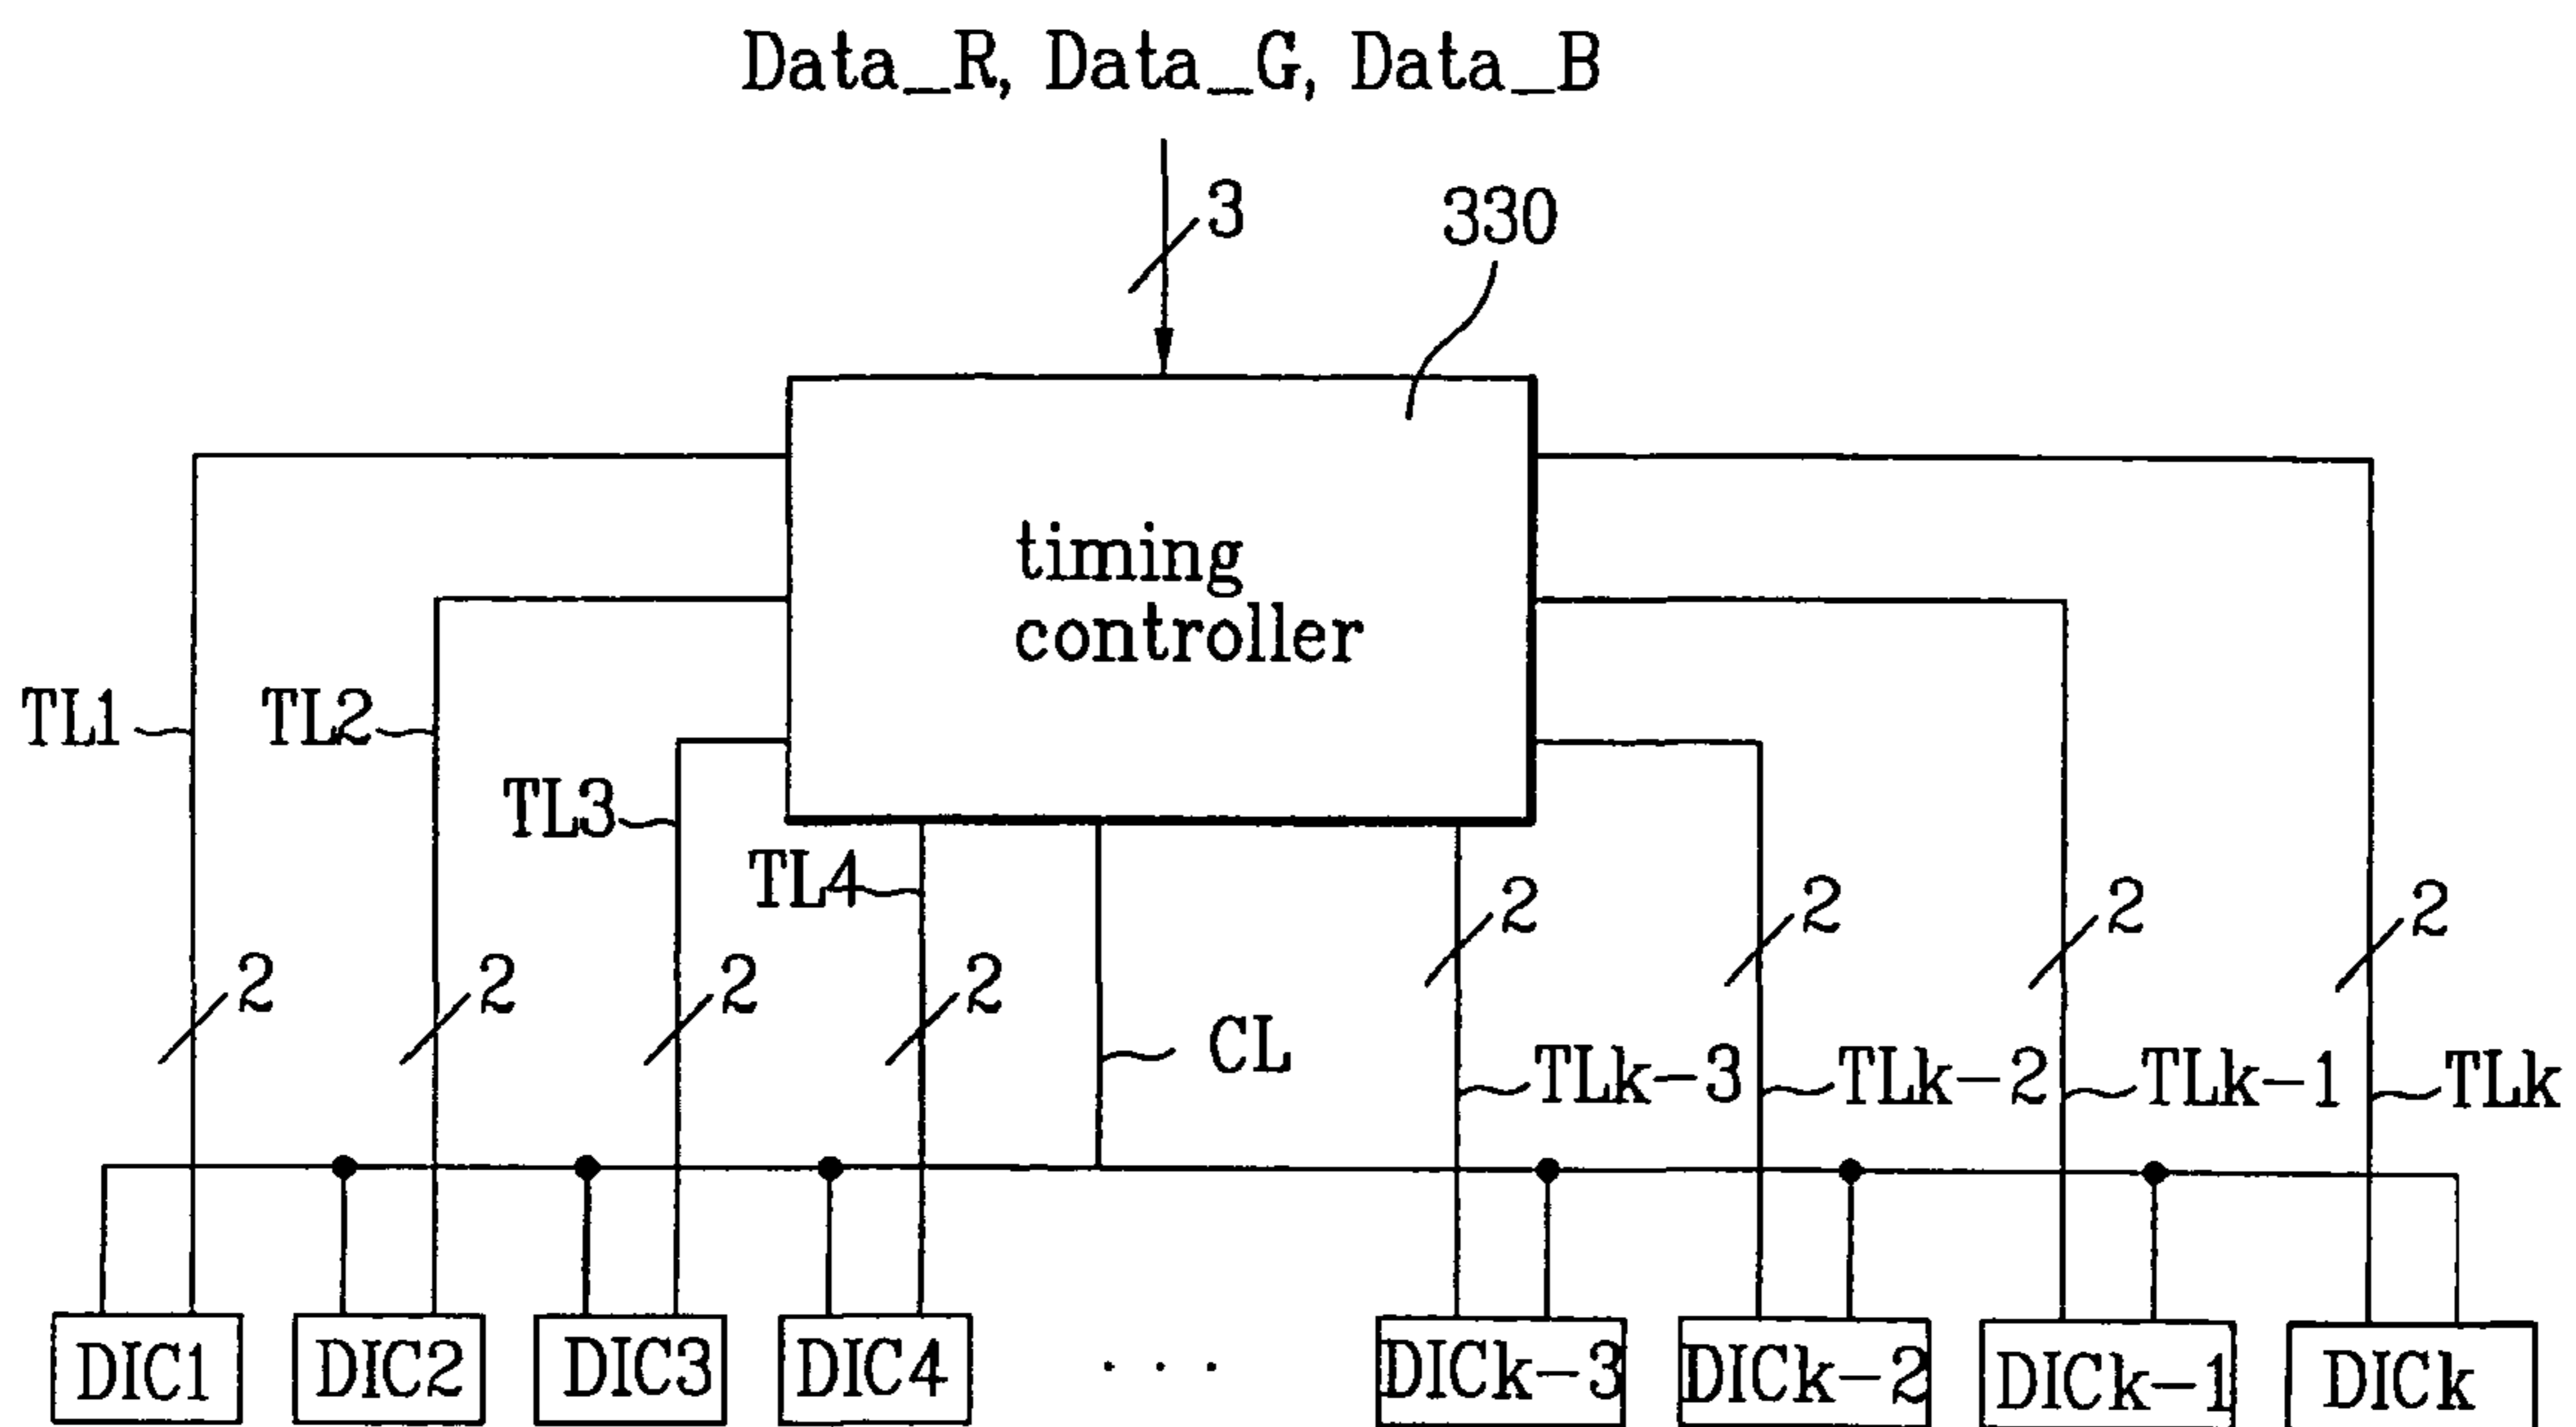 Data_R, Data_G, Data_B
3
330
timing
controller
TL1
TL2
TL3
TL4
2
2
2
2
2
2
2
2
CL
TLk-3
TLk-2
TLk-1
TLk
DIC1
DIC2
DIC3
DIC4
. . .
DICk-3
DICk-2
DICk-1
DICk